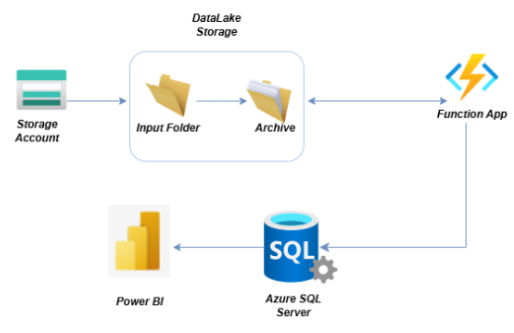 DataLake
Storage
Storage
Account
Input Folder
Archive
Function App
SQL
Power BI
Azure SQL
Server